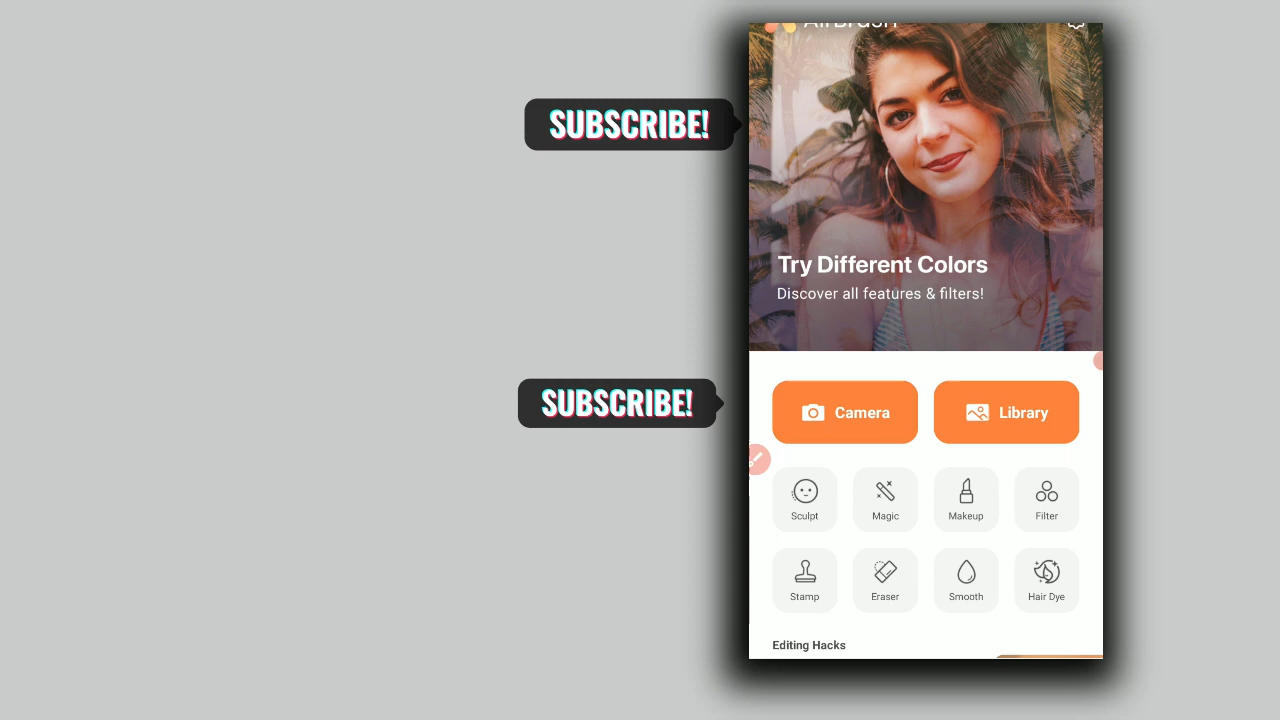 AirBrush
SUBSCRIBE!
Try Different Colors
Discover all features & filters!
SUBSCRIBE!
Camera
Library
Sculpt
Magic
Makeup
Filter
Stamp
Eraser
Smooth
Hair Dye
Editing Hacks